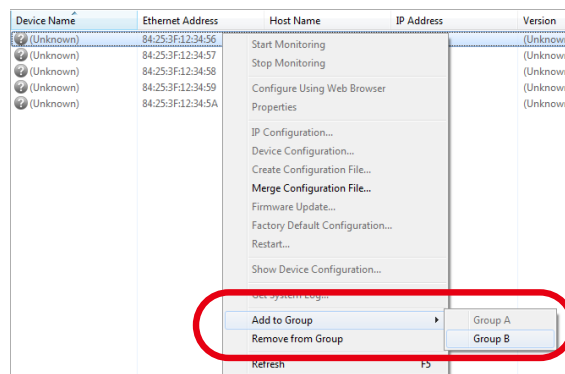 Device Name Ethernet Address Host Name IP Address Version
(Unknown) 84:25:3F:12:34:56 (Unknow
(Unknown) 84:25:3F:12:34:57 (Unknow
(Unknown) 84:25:3F:12:34:58 (Unknow
(Unknown) 84:25:3F:12:34:59 (Unknow
(Unknown) 84:25:3F:12:34:5A (Unknow
Start Monitoring
Stop Monitoring
Configure Using Web Browser
Properties
IP Configuration...
Device Configuration...
Create Configuration File...
Merge Configuration File...
Firmware Update...
Factory Default Configuration...
Restart...
Show Device Configuration...
Get System Log...
Add to Group Group A
Remove from Group Group B
Refresh F5